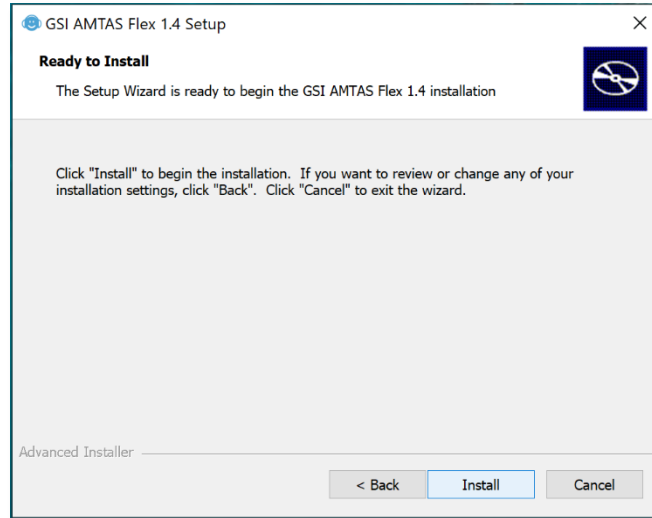 GSI AMTAS Flex 1.4 Setup
Ready to Install
The Setup Wizard is ready to begin the GSI AMTAS Flex 1.4 installation
Click "Install" to begin the installation. If you want to review or change any of your
installation settings, click "Back". Click "Cancel" to exit the wizard.
Advanced Installer
< Back Install Cancel